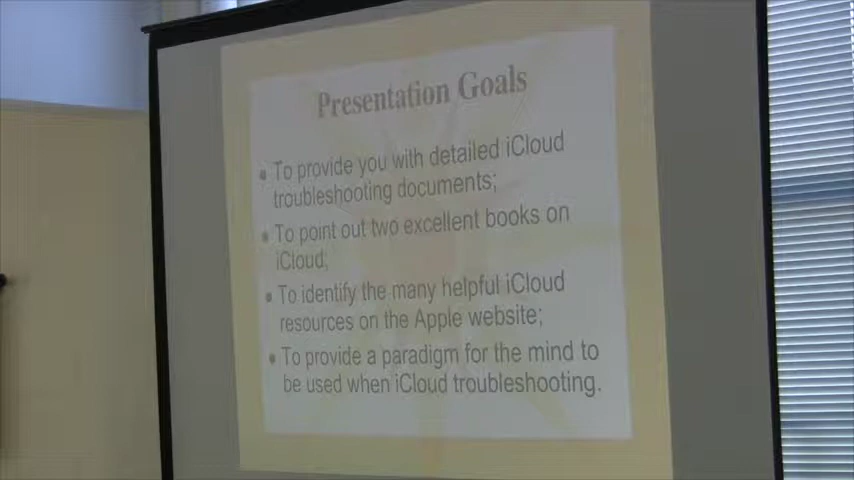 Presentation Goals
• To provide you with detailed iCloud
troubleshooting documents;
• To point out two excellent books on
iCloud;
• To identify the many helpful iCloud
resources on the Apple website;
• To provide a paradigm for the mind to
be used when iCloud troubleshooting.